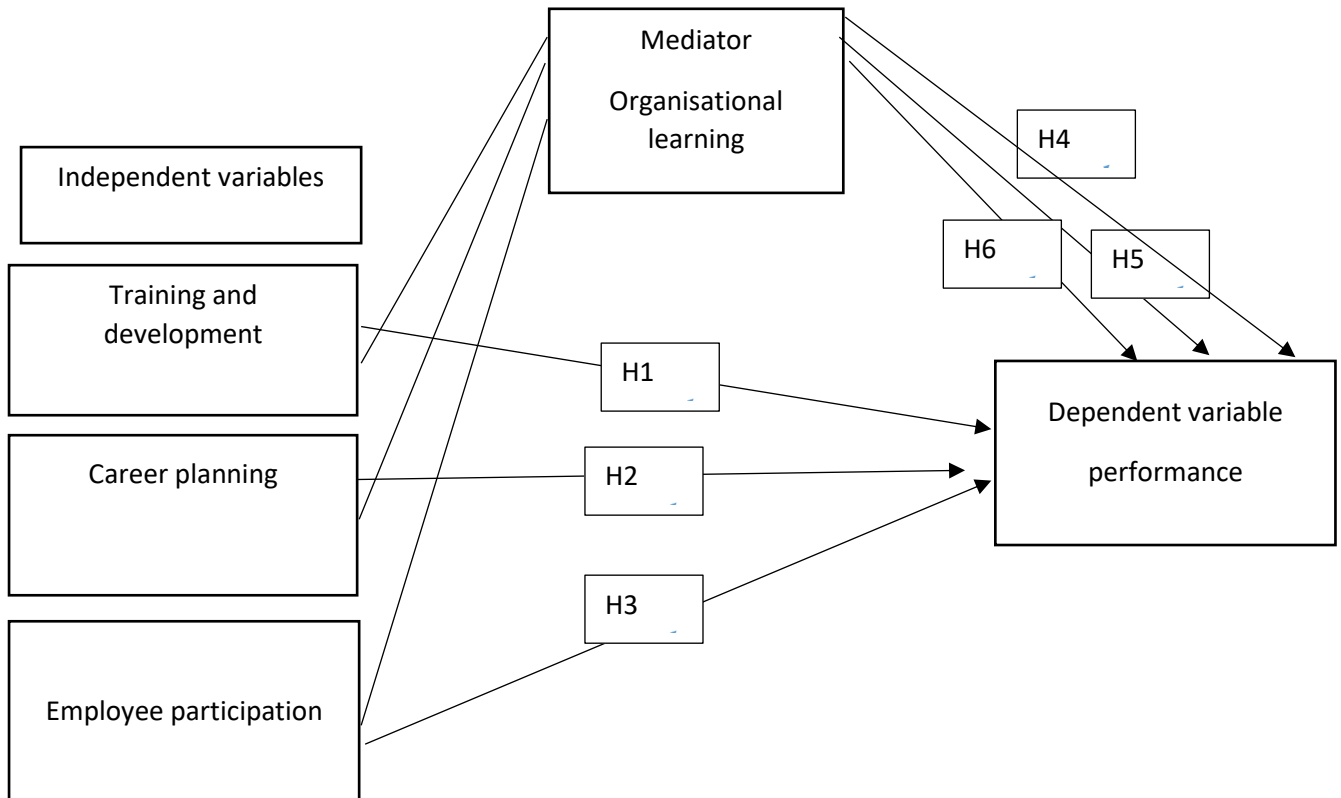 Mediator
Organisational
learning
H4
Independent variables
H6
H5
Training and
development
H1
Dependent variable
performance
Career planning
H2
H3
Employee participation